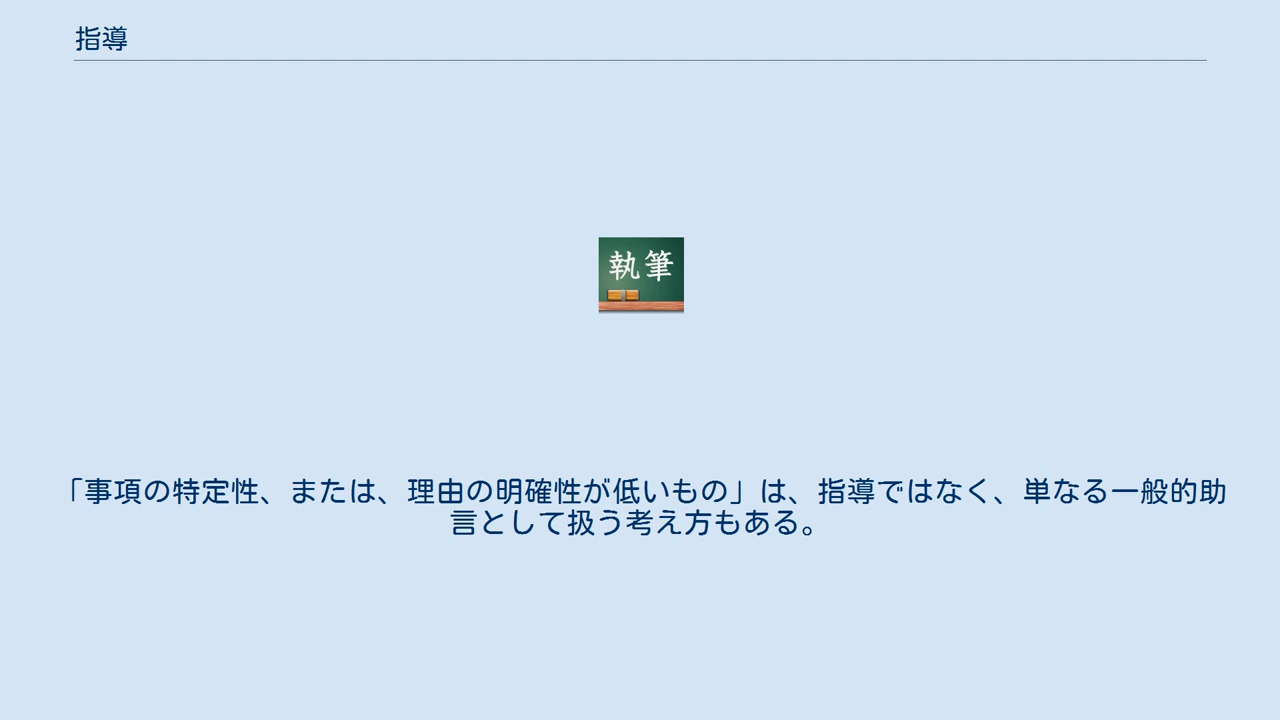 指導
執筆
「事項の特定性、または、理由の明確性が低いもの」は、指導ではなく、単なる一般的助
言として扱う考え方もある。